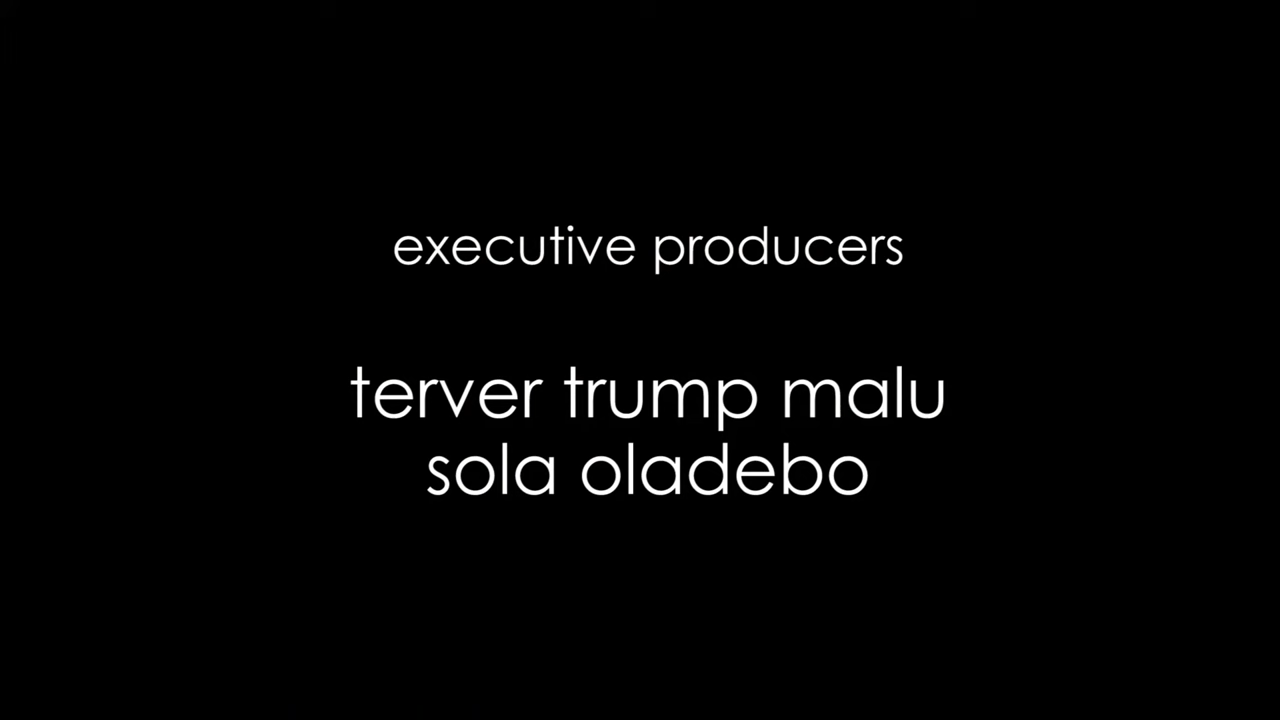 executive producers
terver trump malu
sola oladebo